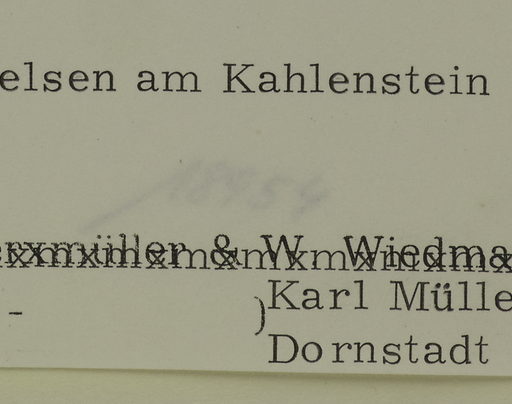 elsen am Kahlenstein
& W. Wiedma
Karl Mülle
- )
Dornstadt